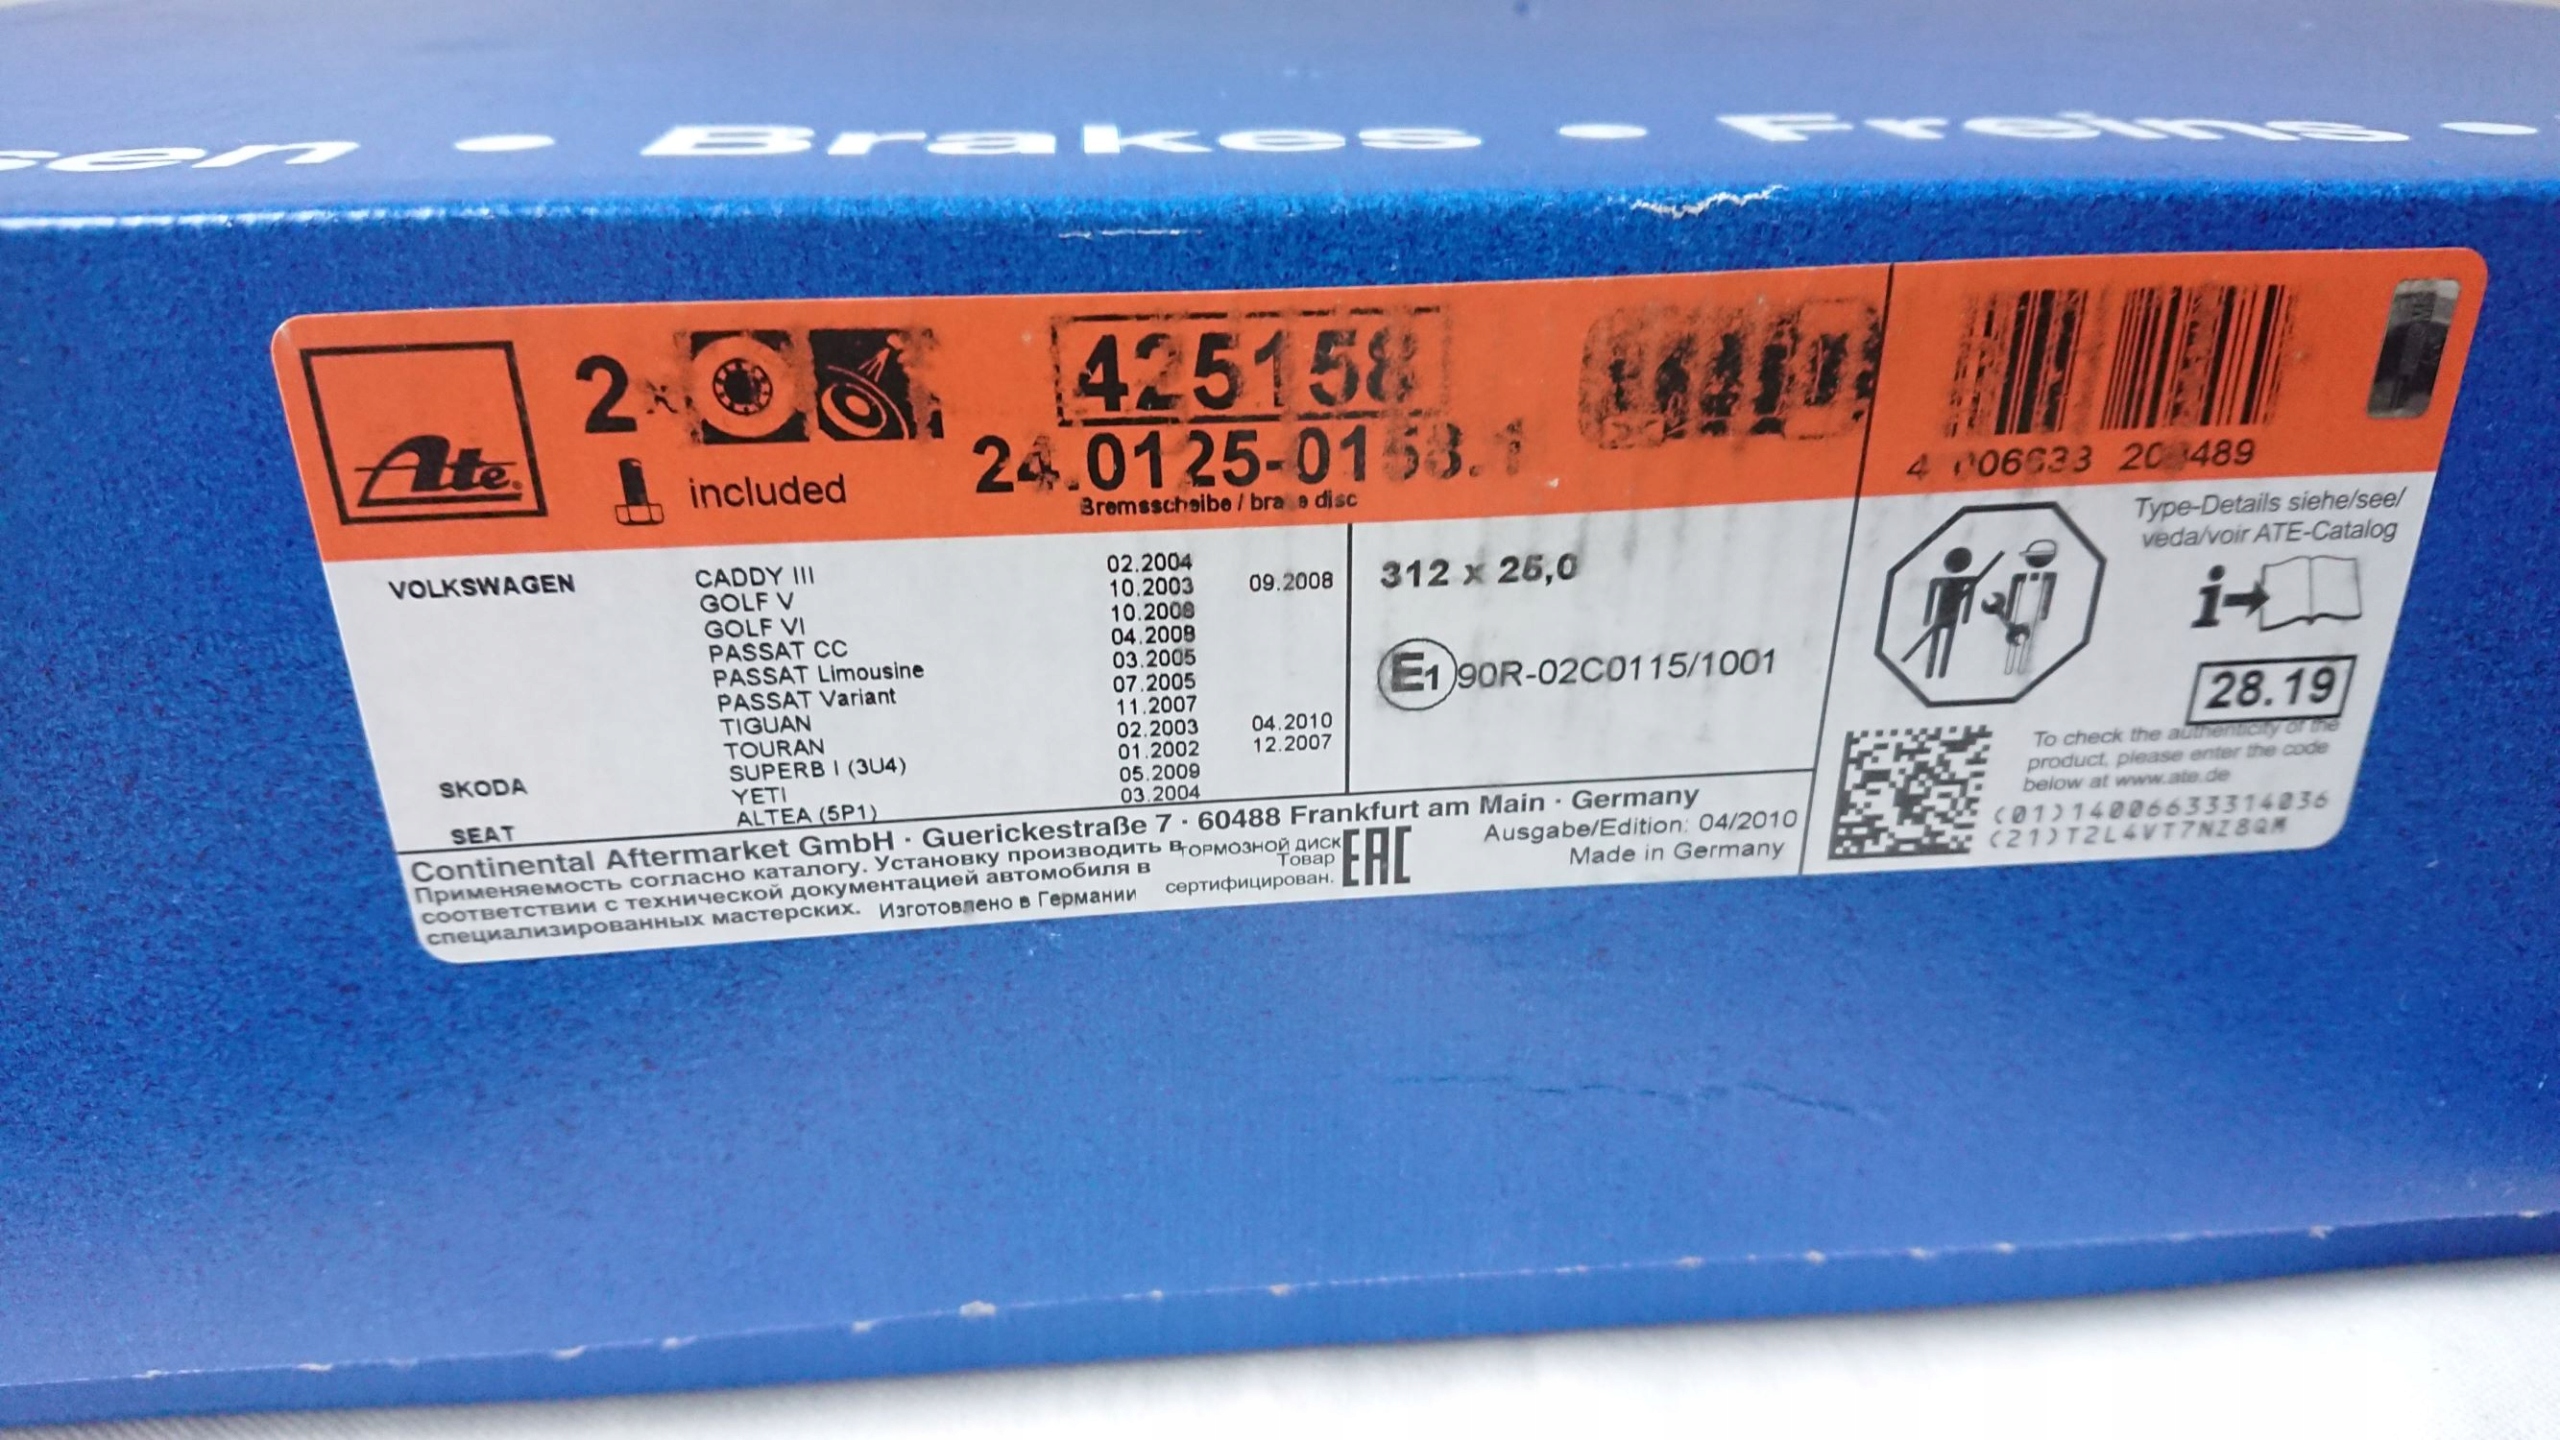 sen • Brakes • Freins •
Ate
2x
included
425158
24.0125-0158.1
Bremsscheibe / brake disc
VOLKSWAGEN
CADDY III 02.2004
GOLF V 10.2003 09.2008
GOLF VI 10.2008
PASSAT CC 04.2008
PASSAT Limousine 03.2005
PASSAT Variant 07.2005
TIGUAN 11.2007
TOURAN 02.2003 04.2010
SKODA SUPERB I (3U4) 01.2002 12.2007
YETI 05.2009
SEAT ALTEA (5P1) 03.2004
312 x 25,0
E1 90R-02C0115/1001
Type-Details siehe/see/
veda/voir ATE-Catalog
i
28.19
To check the authenticity of the
product, please enter the code
below at www.ate.de
(01)14006633314036
(21)T2L4VT7NZ8QM
Continental Aftermarket GmbH · Guerickestraße 7 · 60488 Frankfurt am Main · Germany
Применяемость согласно каталогу. Установку производить в
соответствии с технической документацией автомобиля в
специализированных мастерских. Изготовлено в Германии
ТОРМОЗНОЙ ДИСК
Товар
сертифицирован.
EAC
Ausgabe/Edition: 04/2010
Made in Germany